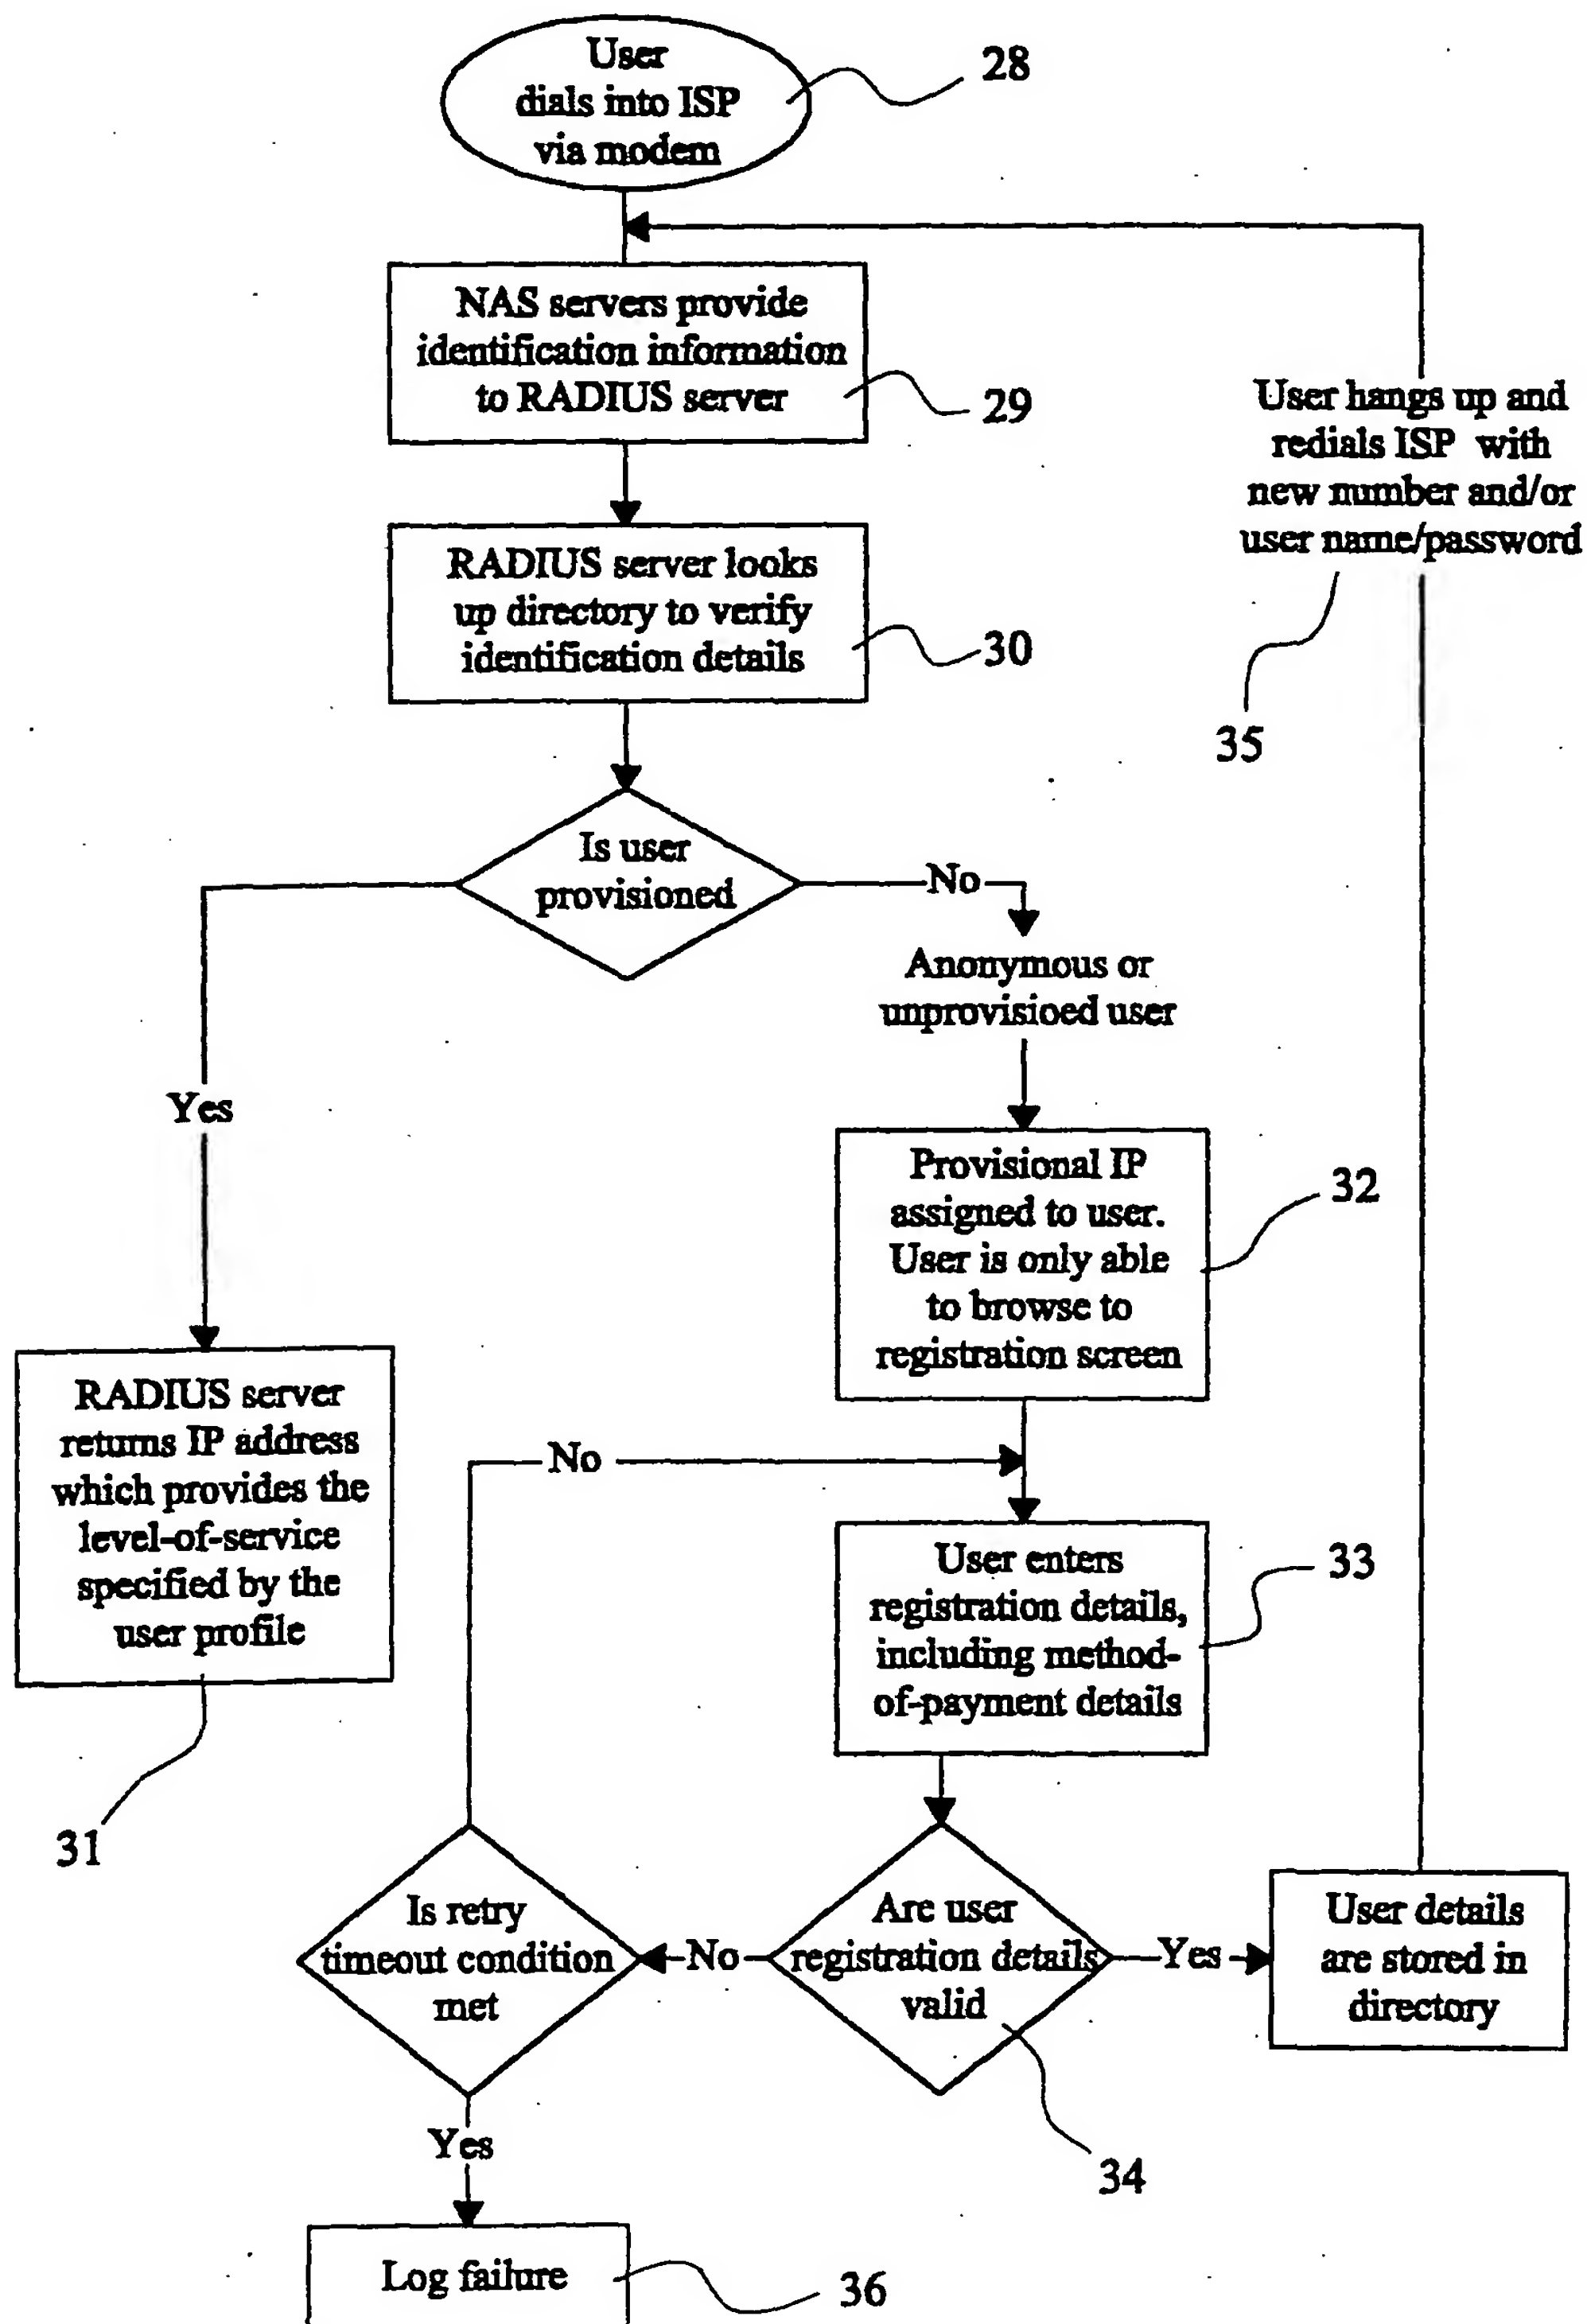 User
dials into ISP
via modem
28
NAS servers provide
identification information
to RADIUS server
29
User hangs up and
redials ISP with
new number and/or
user name/password
35
RADIUS server looks
up directory to verify
identification details
30
Is user
provisioned
No
Anonymous or
unprovisioed user
Yes
Provisional IP
assigned to user.
User is only able
to browse to
registration screen
32
RADIUS server
returns IP address
which provides the
level-of-service
specified by the
user profile
31
No
User enters
registration details,
including method-
of-payment details
33
Is retry
timeout condition
met
No
Are user
registration details
valid
34
Yes
User details
are stored in
directory
Yes
Log failure
36